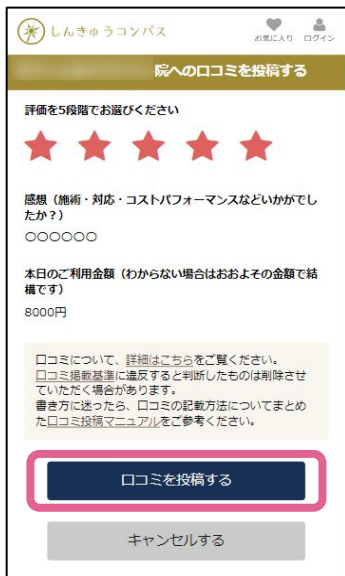 しんきゅうコンパス
お気に入り ログイン
院への口コミを投稿する
評価を5段階でお選びください
感想（施術・対応・コストパフォーマンスなどいかがでし
たか？）
○○○○○○
本日のご利用金額（わからない場合はおおよその金額で結
構です）
8000円
口コミについて、詳細はこちらをご覧ください。
口コミ掲載基準に違反すると判断したものは削除させ
ていただく場合があります。
書き方に迷ったら、口コミの記載方法についてまとめ
た口コミ投稿マニュアルをご参考ください。
口コミを投稿する
キャンセルする